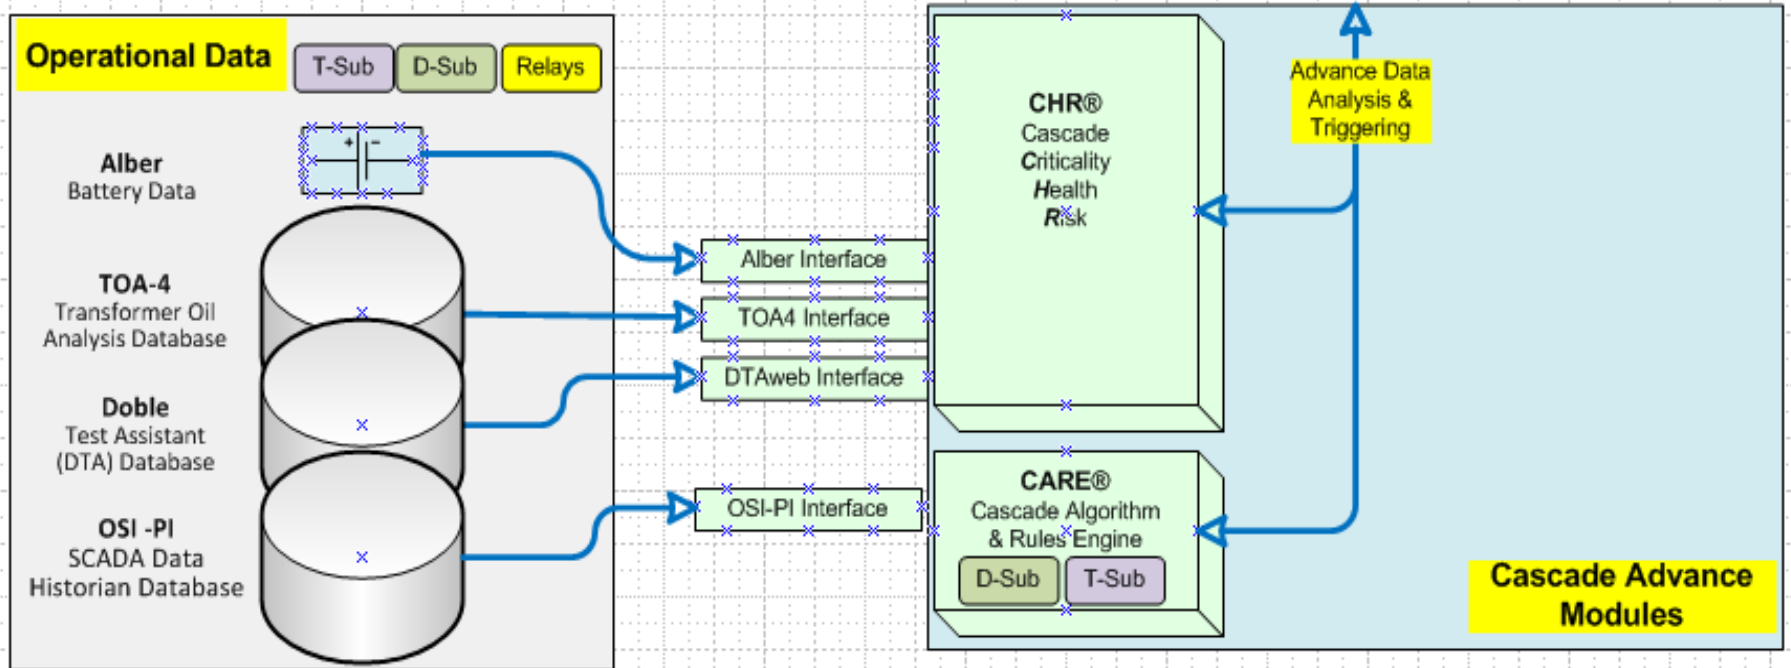 Operational Data
T-Sub
D-Sub
Relays
Alber
Battery Data
+ -
TOA-4
Transformer Oil
Analysis Database
Doble
Test Assistant
(DTA) Database
OSI -PI
SCADA Data
Historian Database
Alber Interface
TOA4 Interface
DTAweb Interface
OSI-PI Interface
CHR®
Cascade
Criticality
Health
Risk
CARE®
Cascade Algorithm
& Rules Engine
D-Sub
T-Sub
Advance Data
Analysis &
Triggering
Cascade Advance
Modules